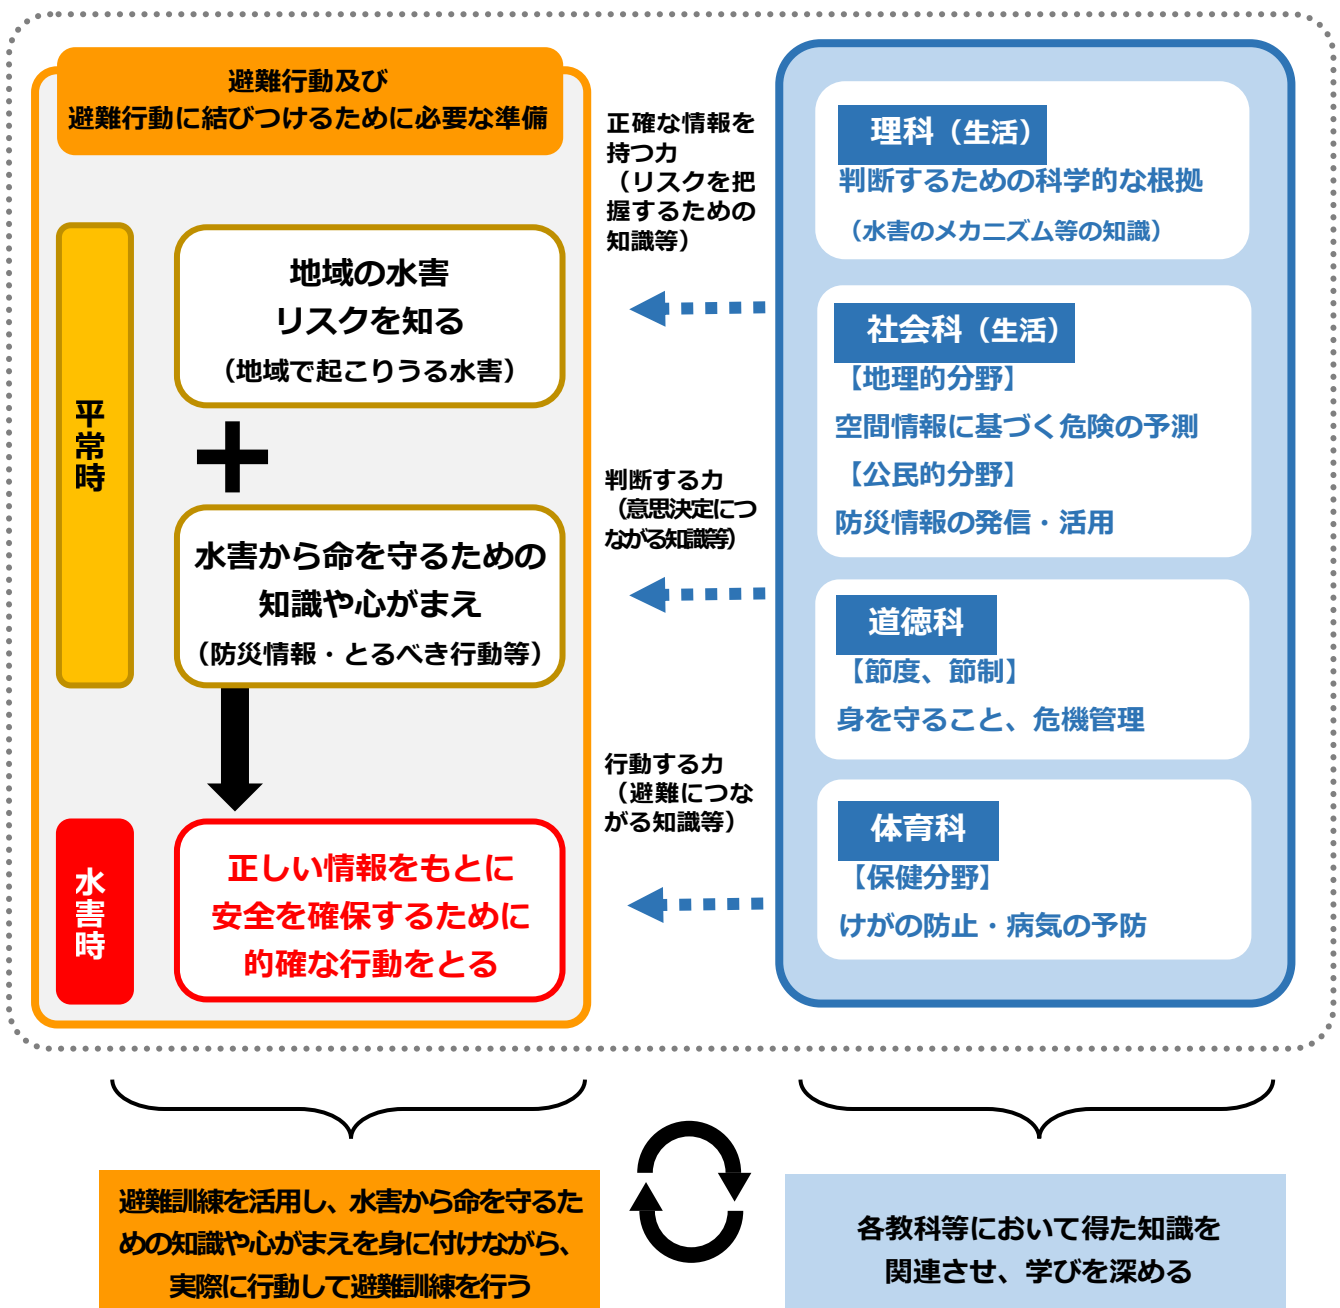 避難行動及び
避難行動に結びつけるために必要な準備
平常時
地域の水害
リスクを知る
（地域で起こりうる水害）
水害から命を守るための
知識や心がまえ
（防災情報・とるべき行動等）
水害時
正しい情報をもとに
安全を確保するために
的確な行動をとる
正確な情報を
持つ力
（リスクを把
握するための
知識等）
判断する力
（意思決定につ
ながる知識等）
行動する力
（避難につな
がる知識等）
理科（生活）
判断するための科学的な根拠
（水害のメカニズム等の知識）
社会科（生活）
【地理的分野】
空間情報に基づく危険の予測
【公民的分野】
防災情報の発信・活用
道徳科
【節度、節制】
身を守ること、危機管理
体育科
【保健分野】
けがの防止・病気の予防
避難訓練を活用し、水害から命を守るた
めの知識や心がまえを身に付けながら、
実際に行動して避難訓練を行う
各教科等において得た知識を
関連させ、学びを深める